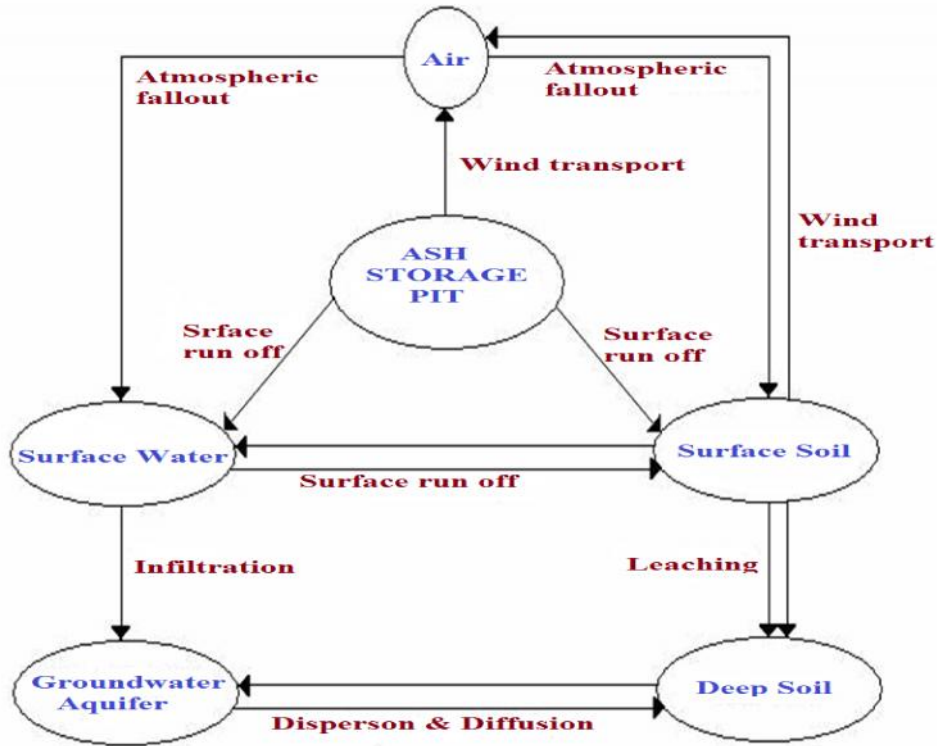 Air
Atmospheric
fallout
Atmospheric
fallout
Wind transport
Wind
transport
ASH
STORAGE
PIT
Srface
run off
Surface
run off
Surface Water
Surface Soil
Surface run off
Infiltration
Leaching
Groundwater
Aquifer
Deep Soil
Disperson & Diffusion